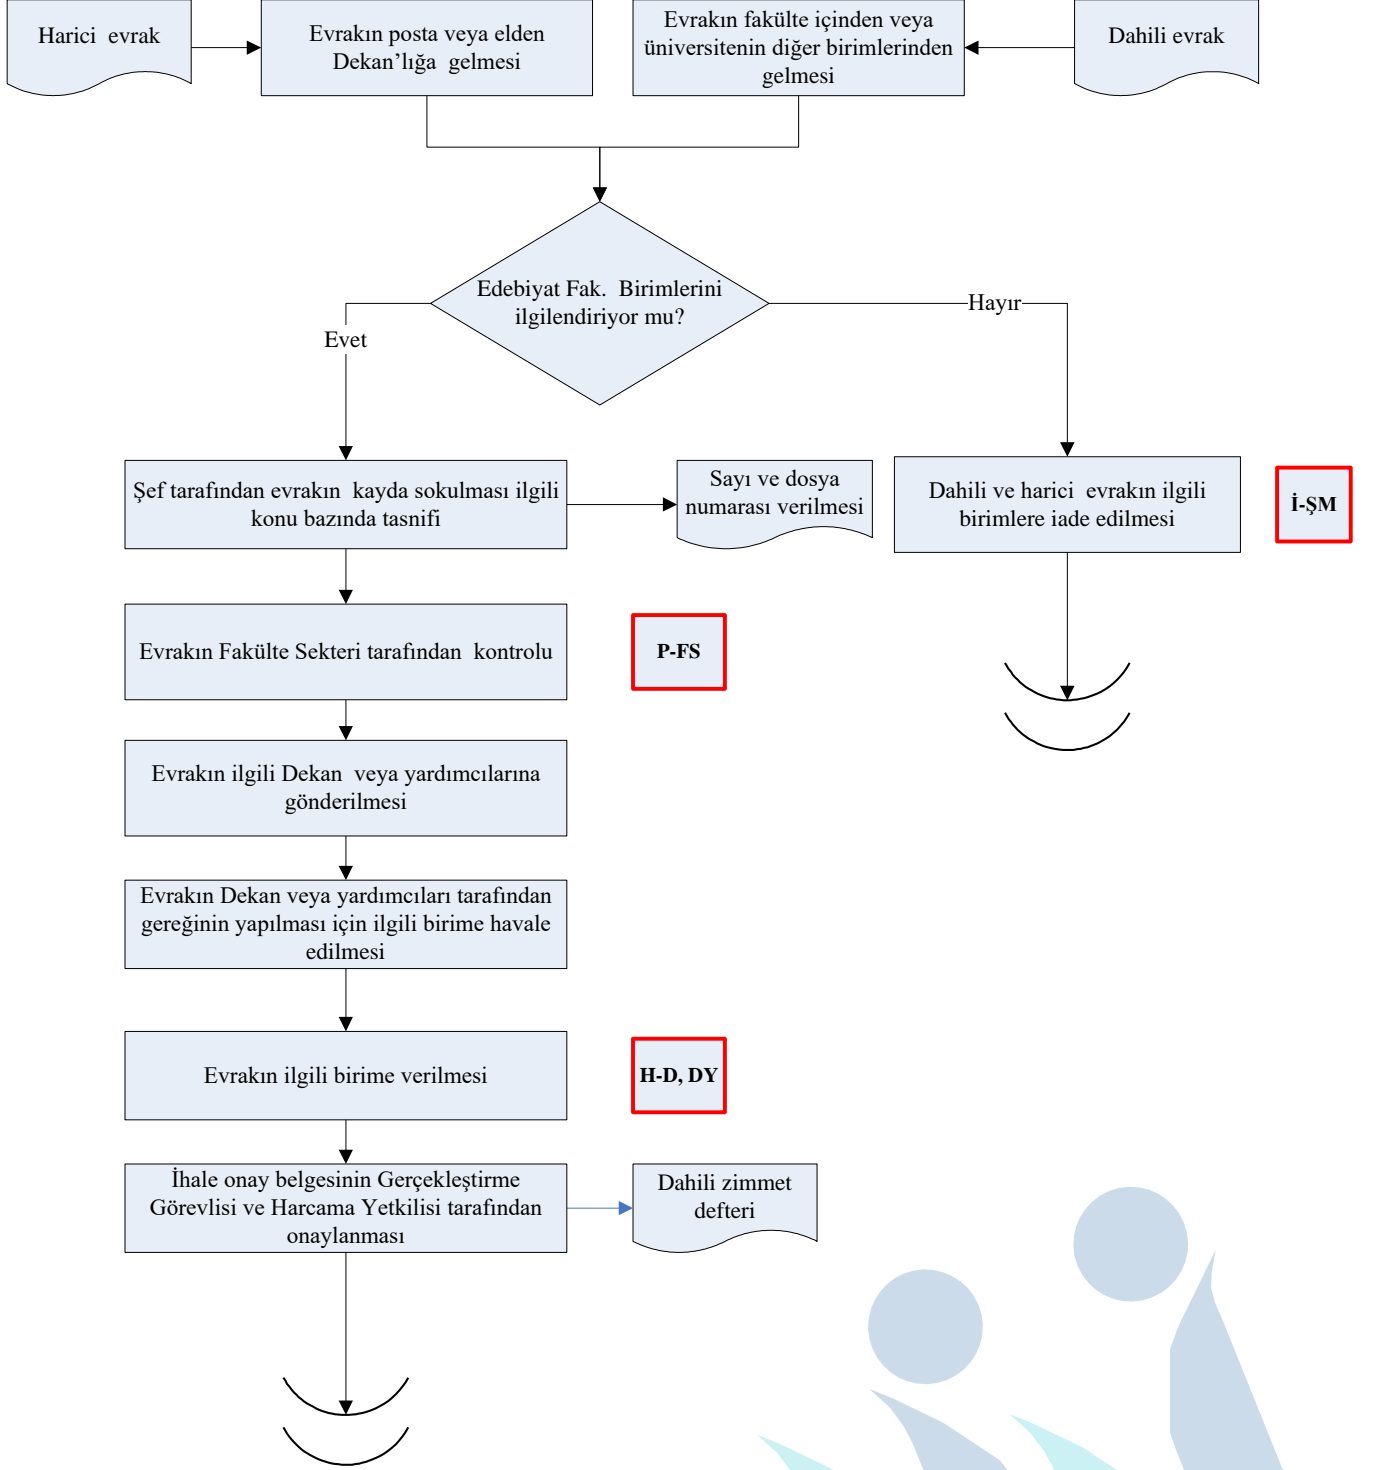 Harici evrak
Evrakın posta veya elden
Dekan’lığa gelmesi
Evrakın fakülte içinden veya
üniversitenin diğer birimlerinden
gelmesi
Dahili evrak
Edebiyat Fak. Birimlerini
ilgilendiriyor mu?
Evet
Hayır
Şef tarafından evrakın kayda sokulması ilgili
konu bazında tasnifi
Sayı ve dosya
numarası verilmesi
Dahili ve harici evrakın ilgili
birimlere iade edilmesi
İ-ŞM
Evrakın Fakülte Sekteri tarafından kontrolu
P-FS
Evrakın ilgili Dekan veya yardımcılarına
gönderilmesi
Evrakın Dekan veya yardımcıları tarafından
gereğinin yapılması için ilgili birime havale
edilmesi
Evrakın ilgili birime verilmesi
H-D, DY
İhale onay belgesinin Gerçekleştirme
Görevlisi ve Harcama Yetkilisi tarafından
onaylanması
Dahili zimmet
defteri